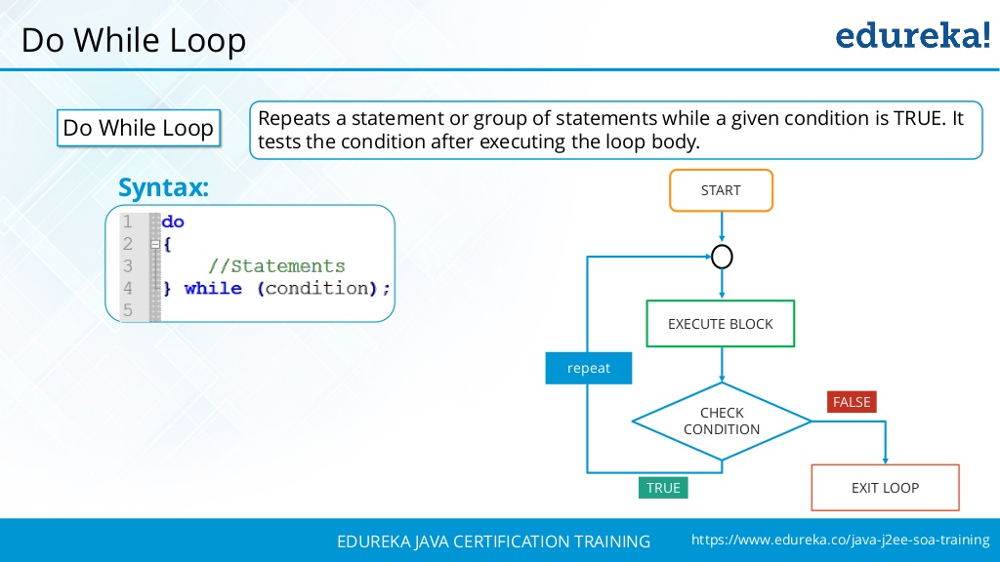 Do While Loop
edureka!
Do While Loop
Repeats a statement or group of statements while a given condition is TRUE. It
tests the condition after executing the loop body.
Syntax:
1 do
2 {
3 //Statements
4 } while (condition);
5
START
EXECUTE BLOCK
repeat
CHECK
CONDITION
FALSE
TRUE
EXIT LOOP
EDUREKA JAVA CERTIFICATION TRAINING
https://www.edureka.co/java-j2ee-soa-training